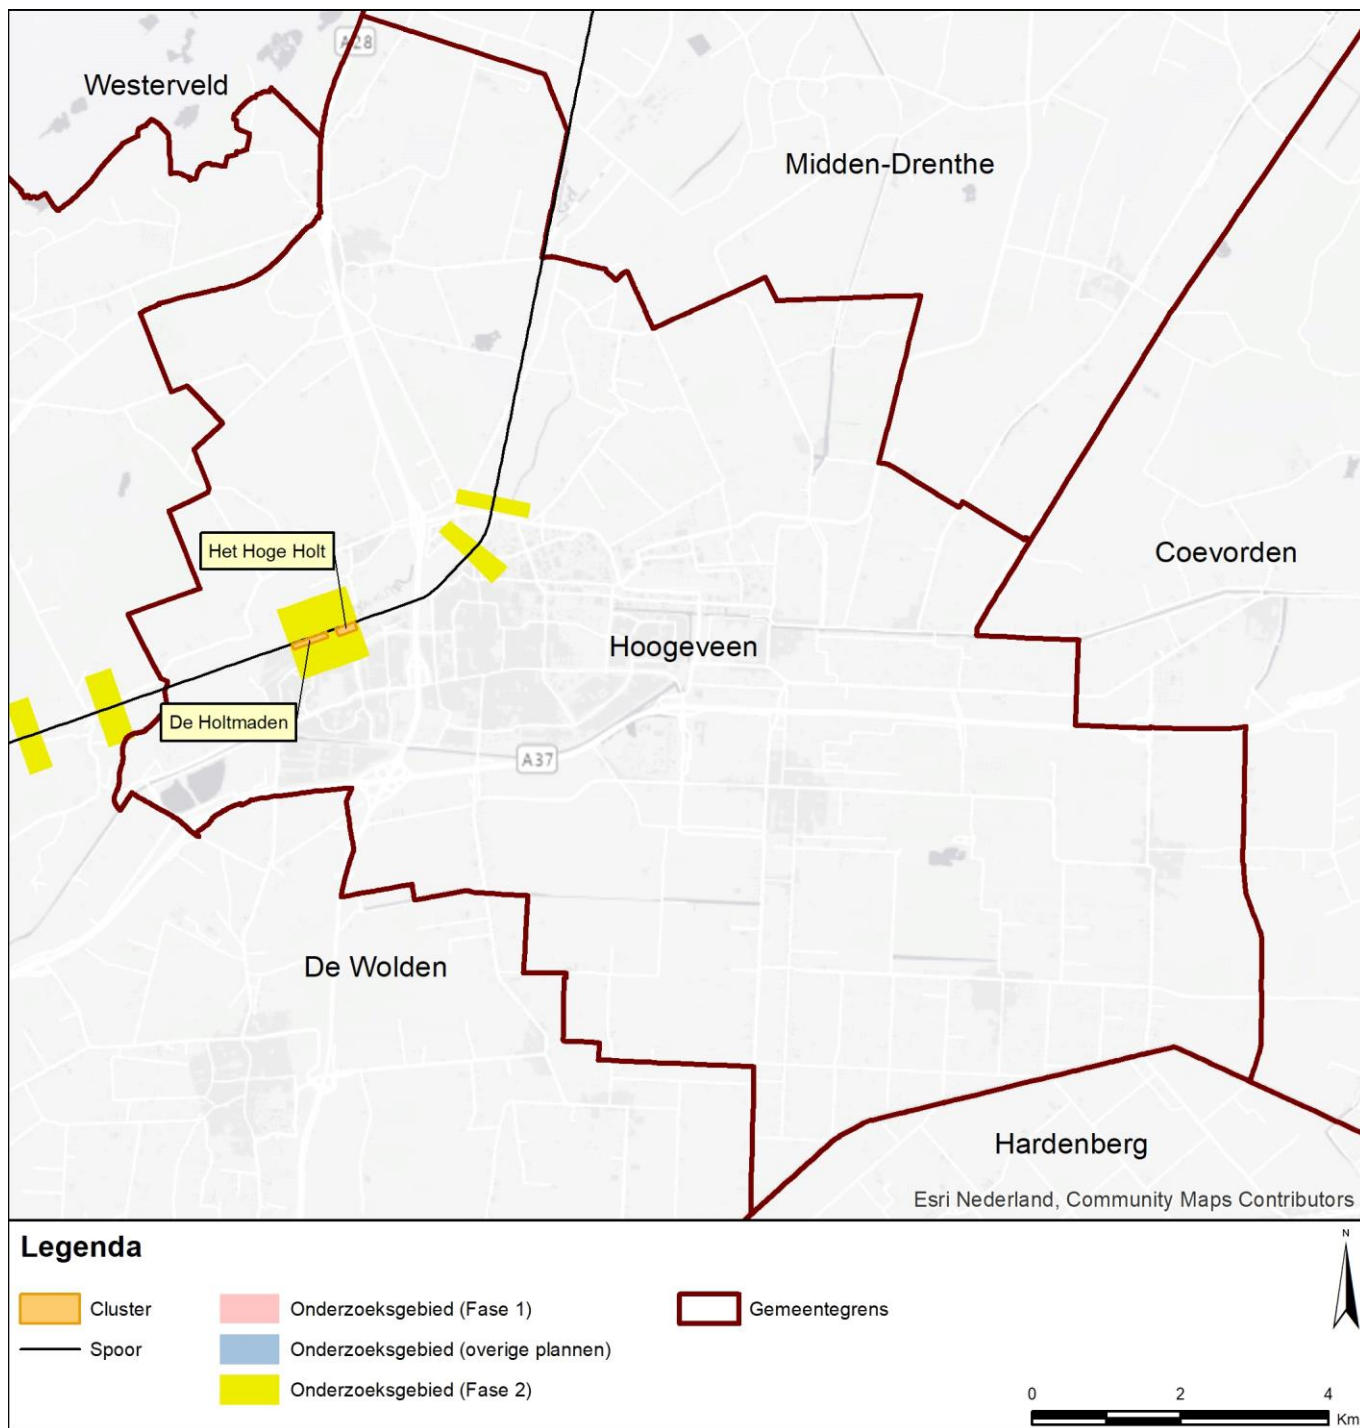 A28
Westerveld
Midden-Drenthe
Het Hoge Holt
Coevorden
Hoogeveen
De Holtmaden
A37
De Wolden
Hardenberg
Esri Nederland, Community Maps Contributors
Legenda
N
Cluster
Onderzoeksgebied (Fase 1)
Gemeentegrens
Spoor
Onderzoeksgebied (overige plannen)
Onderzoeksgebied (Fase 2)
0 2 4
Km